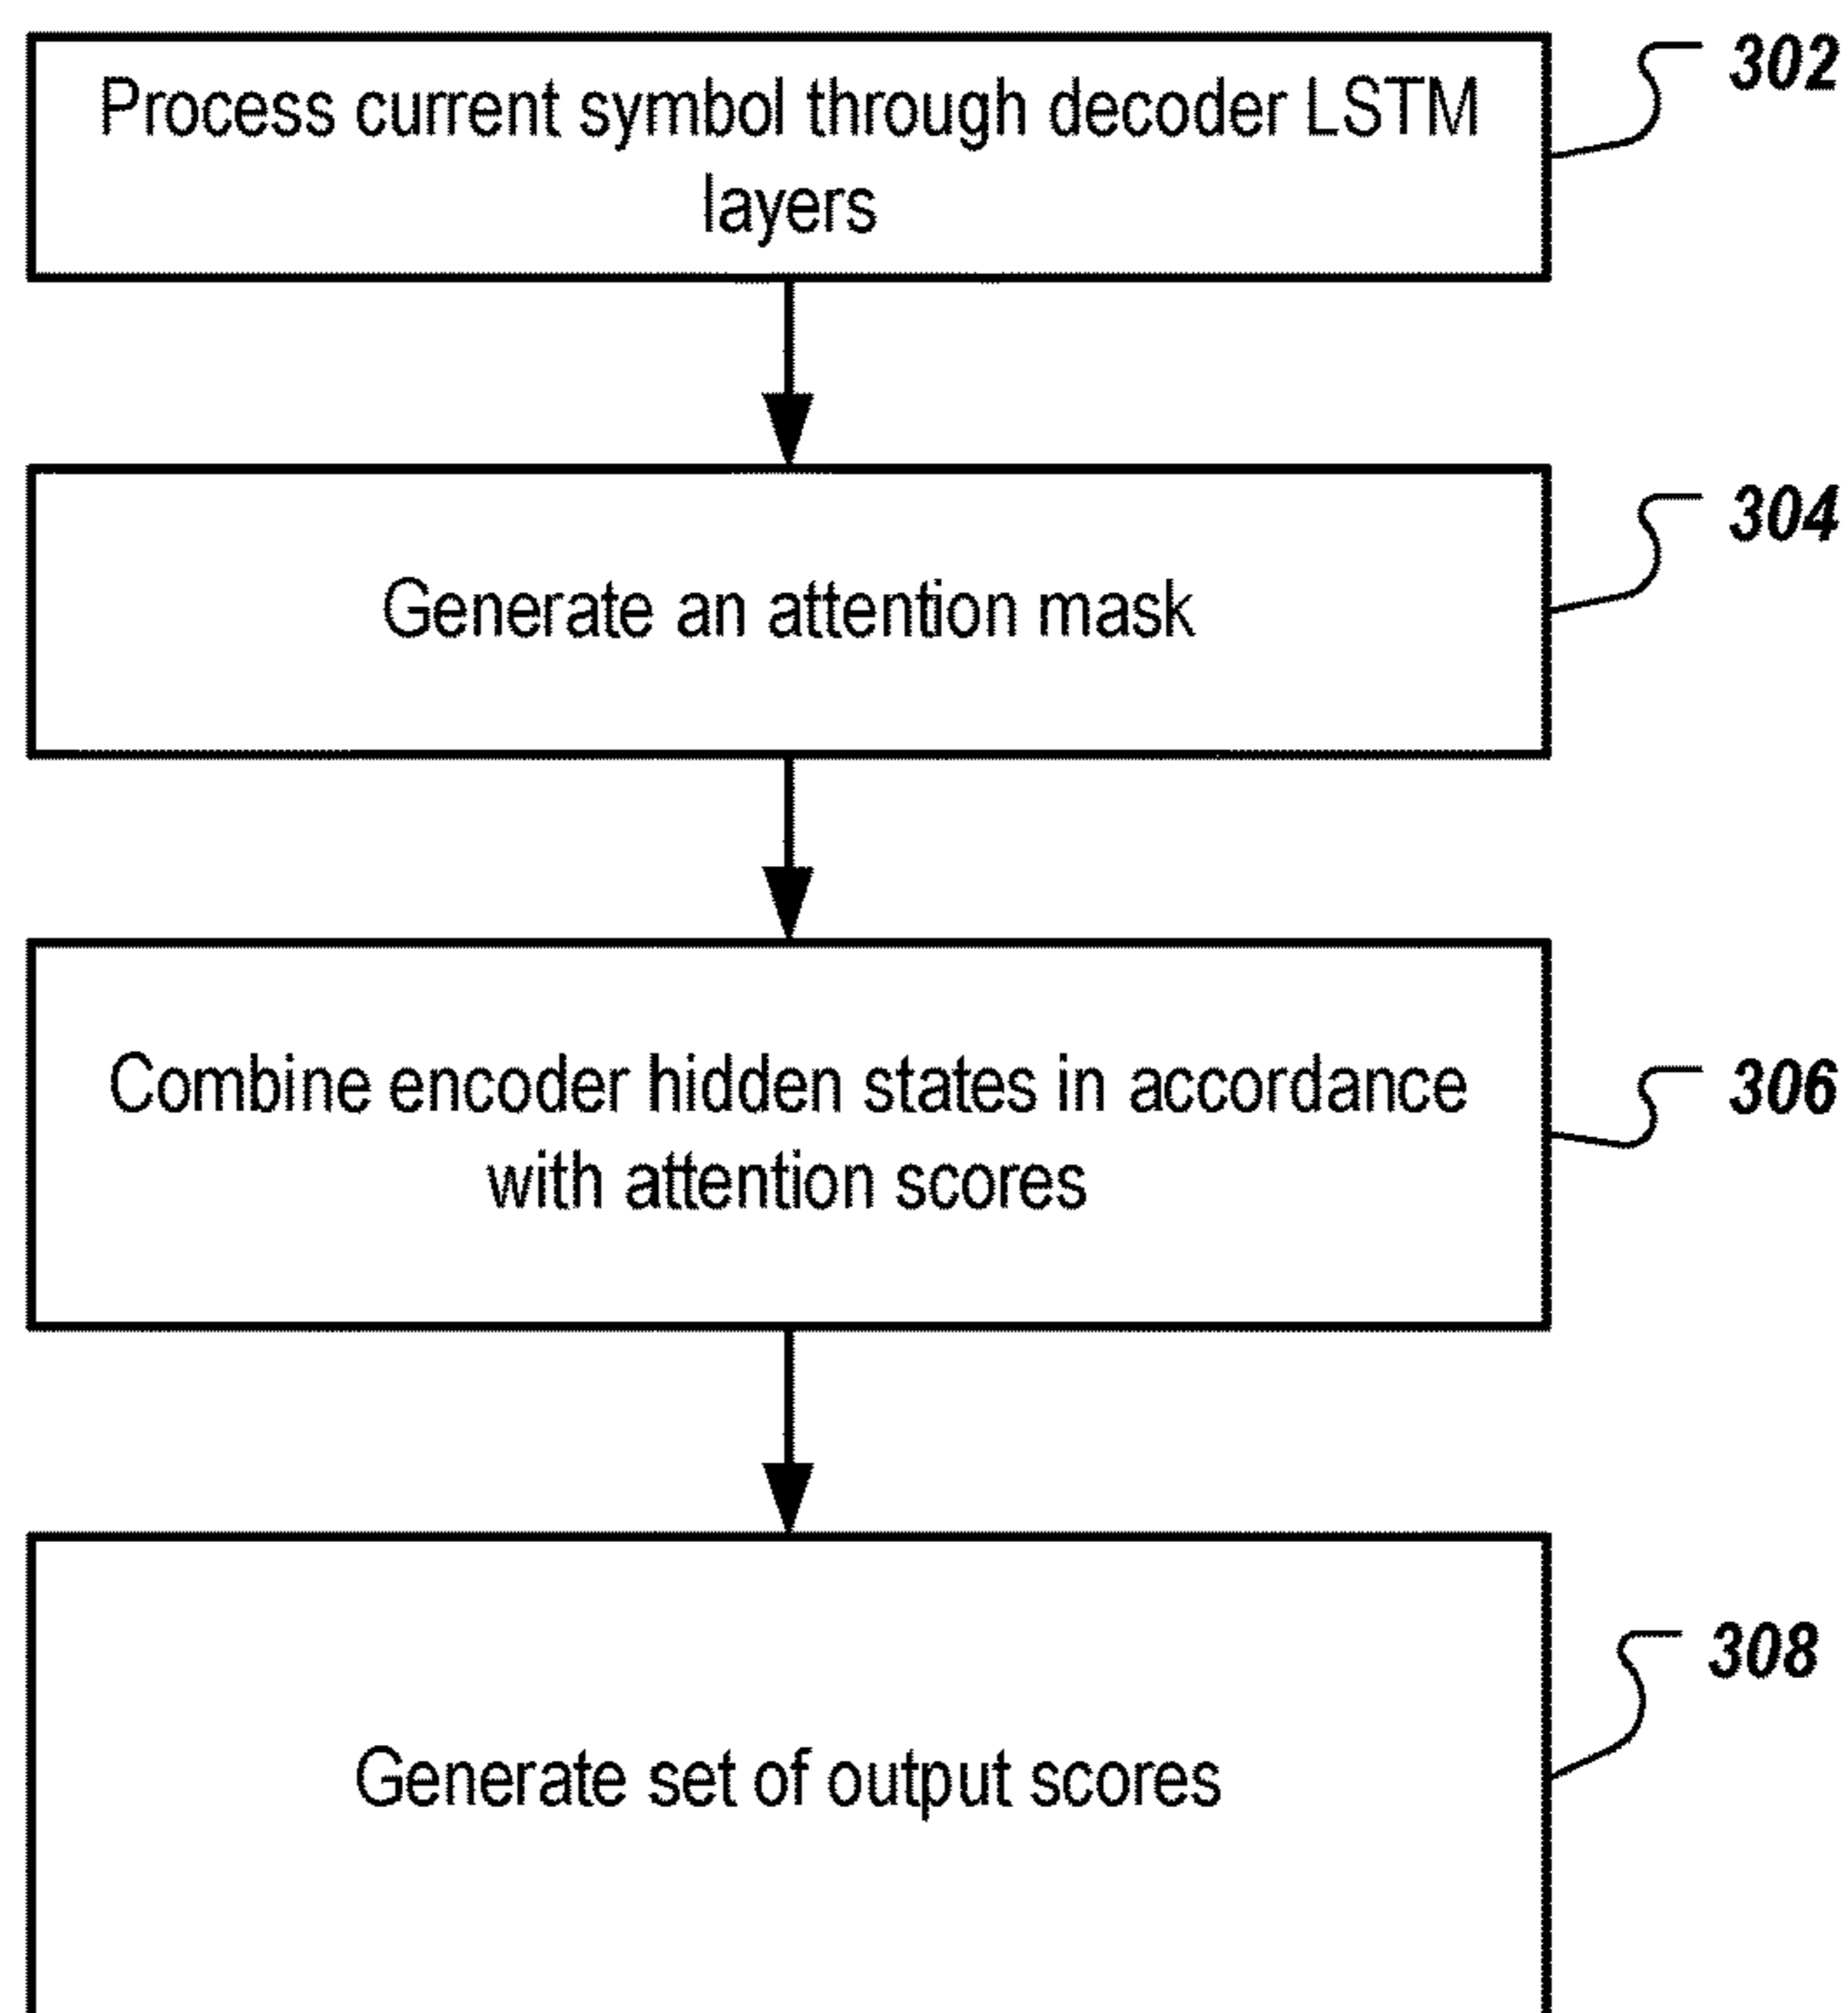 Process current symbol through decoder LSTM
layers
302
Generate an attention mask
304
Combine encoder hidden states in accordance
with attention scores
306
Generate set of output scores
308